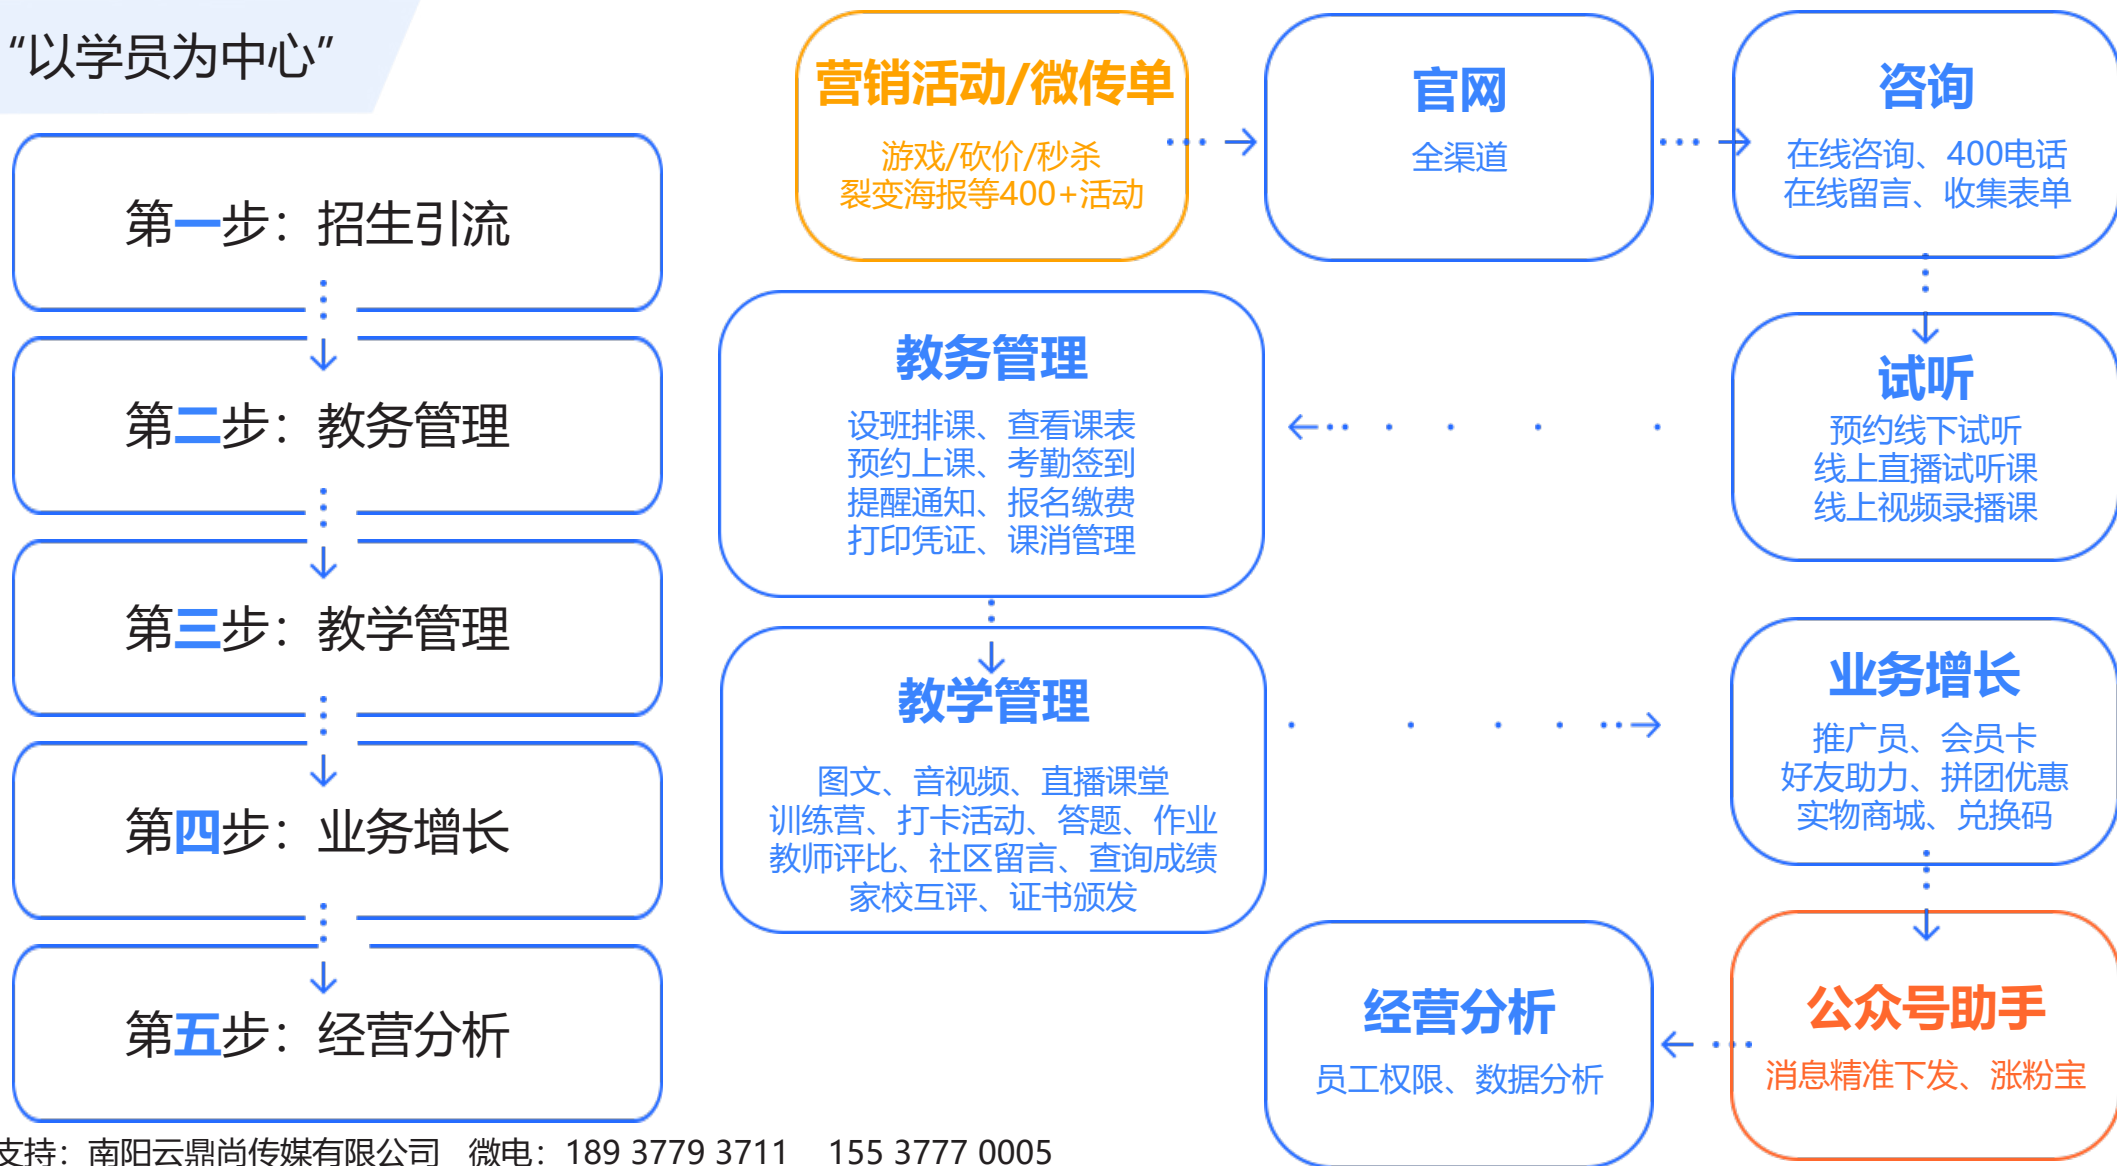 “以学员为中心”
第一步：招生引流
第二步：教务管理
第三步：教学管理
第四步：业务增长
第五步：经营分析
营销活动/微传单
游戏/砍价/秒杀
裂变海报等400+活动
官网
全渠道
咨询
在线咨询、400电话
在线留言、收集表单
试听
预约线下试听
线上直播试听课
线上视频录播课
教务管理
设班排课、查看课表
预约上课、考勤签到
提醒通知、报名缴费
打印凭证、课消管理
教学管理
图文、音视频、直播课堂
训练营、打卡活动、答题、作业
教师评比、社区留言、查询成绩
家校互评、证书颁发
业务增长
推广员、会员卡
好友助力、拼团优惠
实物商城、兑换码
公众号助手
消息精准下发、涨粉宝
经营分析
员工权限、数据分析
支持：南阳云鼎尚传媒有限公司 微电：189 3779 3711 155 3777 0005